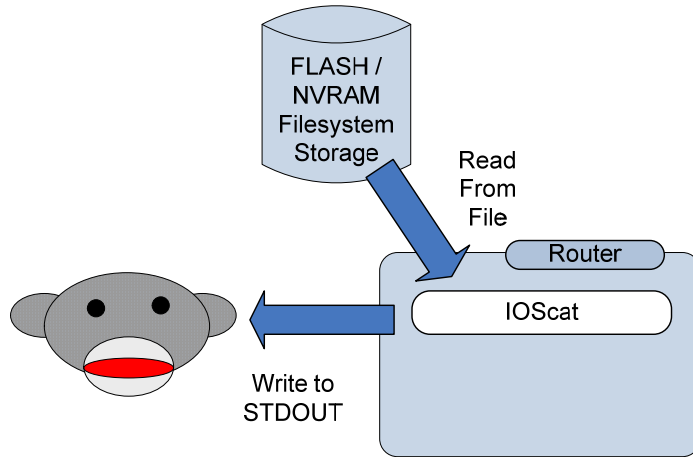 FLASH /
NVRAM
Filesystem
Storage
Read
From
File
Router
IOScat
Write to
STDOUT